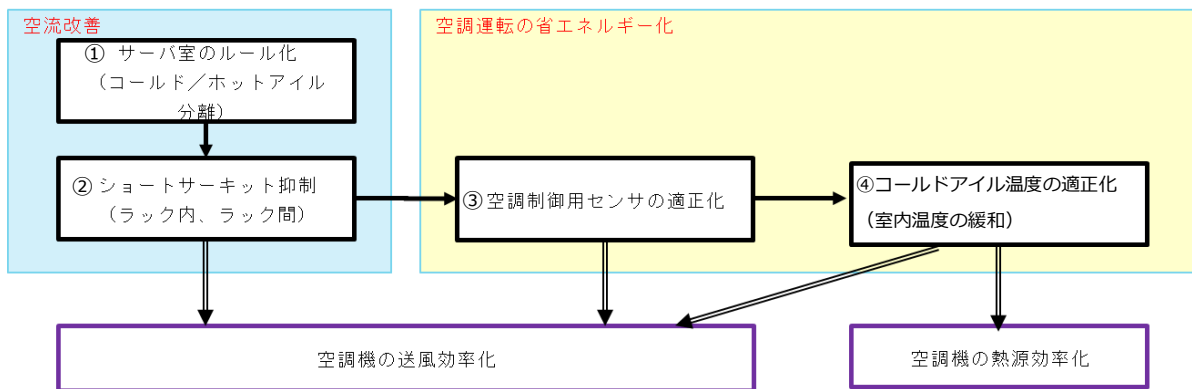 空流改善
① サーバ室のルール化
（コールド／ホットアイル
分離）
②ショートサーキット抑制
（ラック内、ラック間）
空調運転の省エネルギー化
③空調制御用センサの適正化
④コールドアイル温度の適正化
（室内温度の緩和）
空調機の送風効率化
空調機の熱源効率化